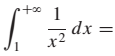 ∫₁^{+∞} 1/x² dx =